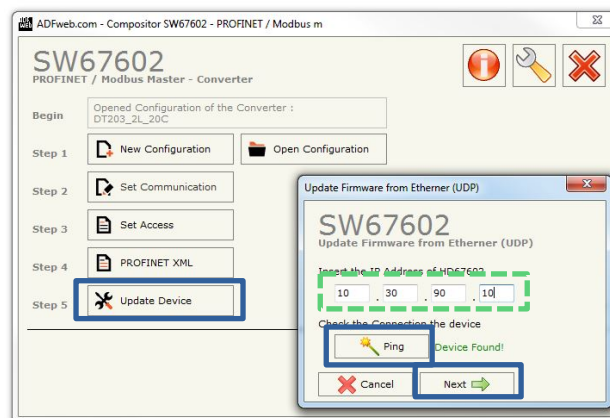 ADFweb.com - Compositor SW67602 - PROFINET / Modbus m
SW67602
PROFINET / Modbus Master - Converter
Begin
Opened Configuration of the Converter :
DT203_2L_20C
Step 1
New Configuration
Open Configuration
Step 2
Set Communication
Step 3
Set Access
Step 4
PROFINET XML
Step 5
Update Device
Update Firmware from Etherner (UDP)
SW67602
Update Firmware from Etherner (UDP)
Insert the IP Address of HD67602
10 . 30 . 90 . 10
Check the Connection the device
Ping
Device Found!
Cancel
Next